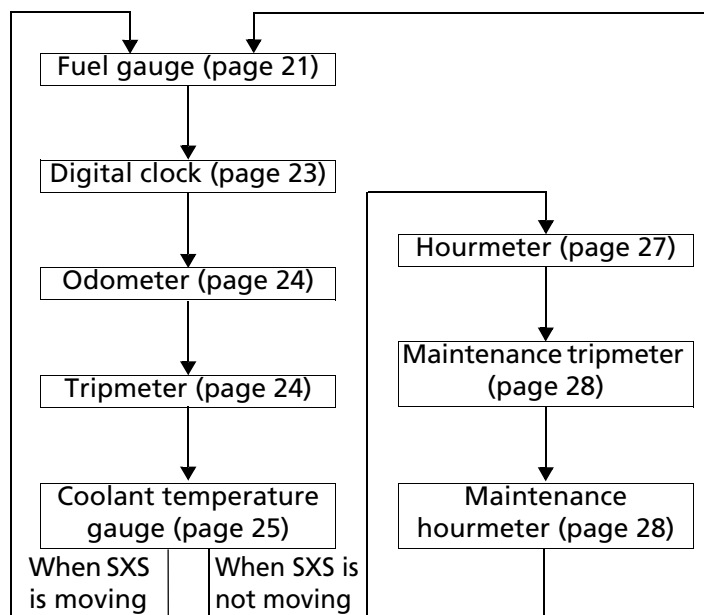 Fuel gauge (page 21)
Digital clock (page 23)
Odometer (page 24)
Tripmeter (page 24)
Coolant temperature
gauge (page 25)
When SXS
is moving
When SXS is
not moving
Hourmeter (page 27)
Maintenance tripmeter
(page 28)
Maintenance
hourmeter (page 28)